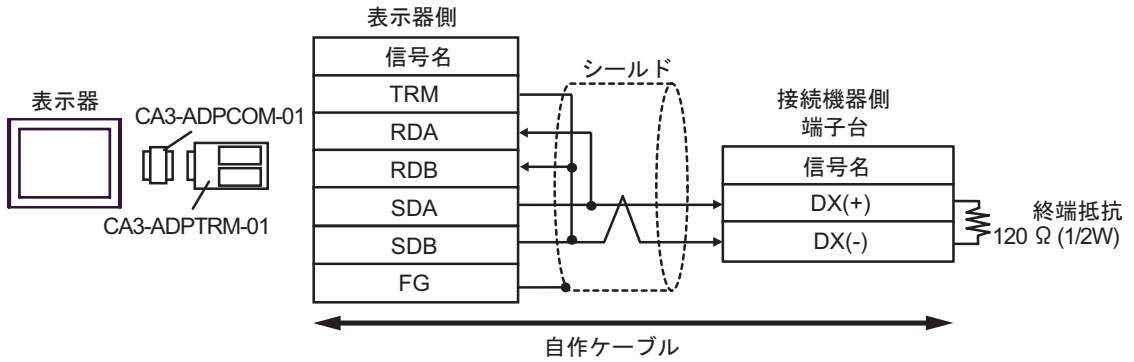 表示器側
信号名
TRM
RDA
RDB
SDA
SDB
FG
表示器
CA3-ADPCOM-01
CA3-ADPTRM-01
シールド
接続機器側
端子台
信号名
DX(+)
DX(-)
終端抵抗
120 Ω (1/2W)
自作ケーブル